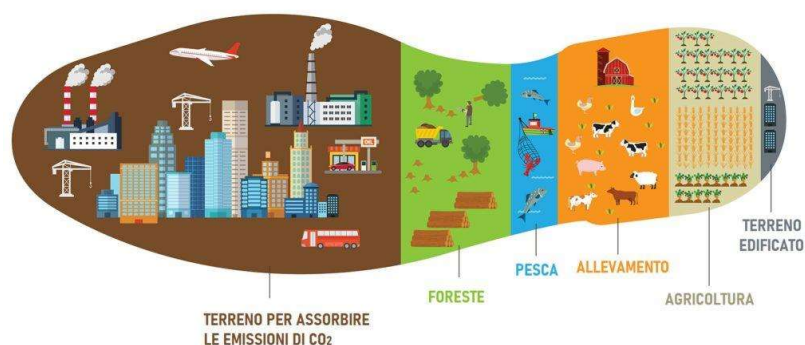 OIL
TERRENO PER ASSORBIRE
LE EMISSIONI DI CO2
FORESTE
PESCA
ALLEVAMENTO
AGRICOLTURA
TERRENO
EDIFICATO